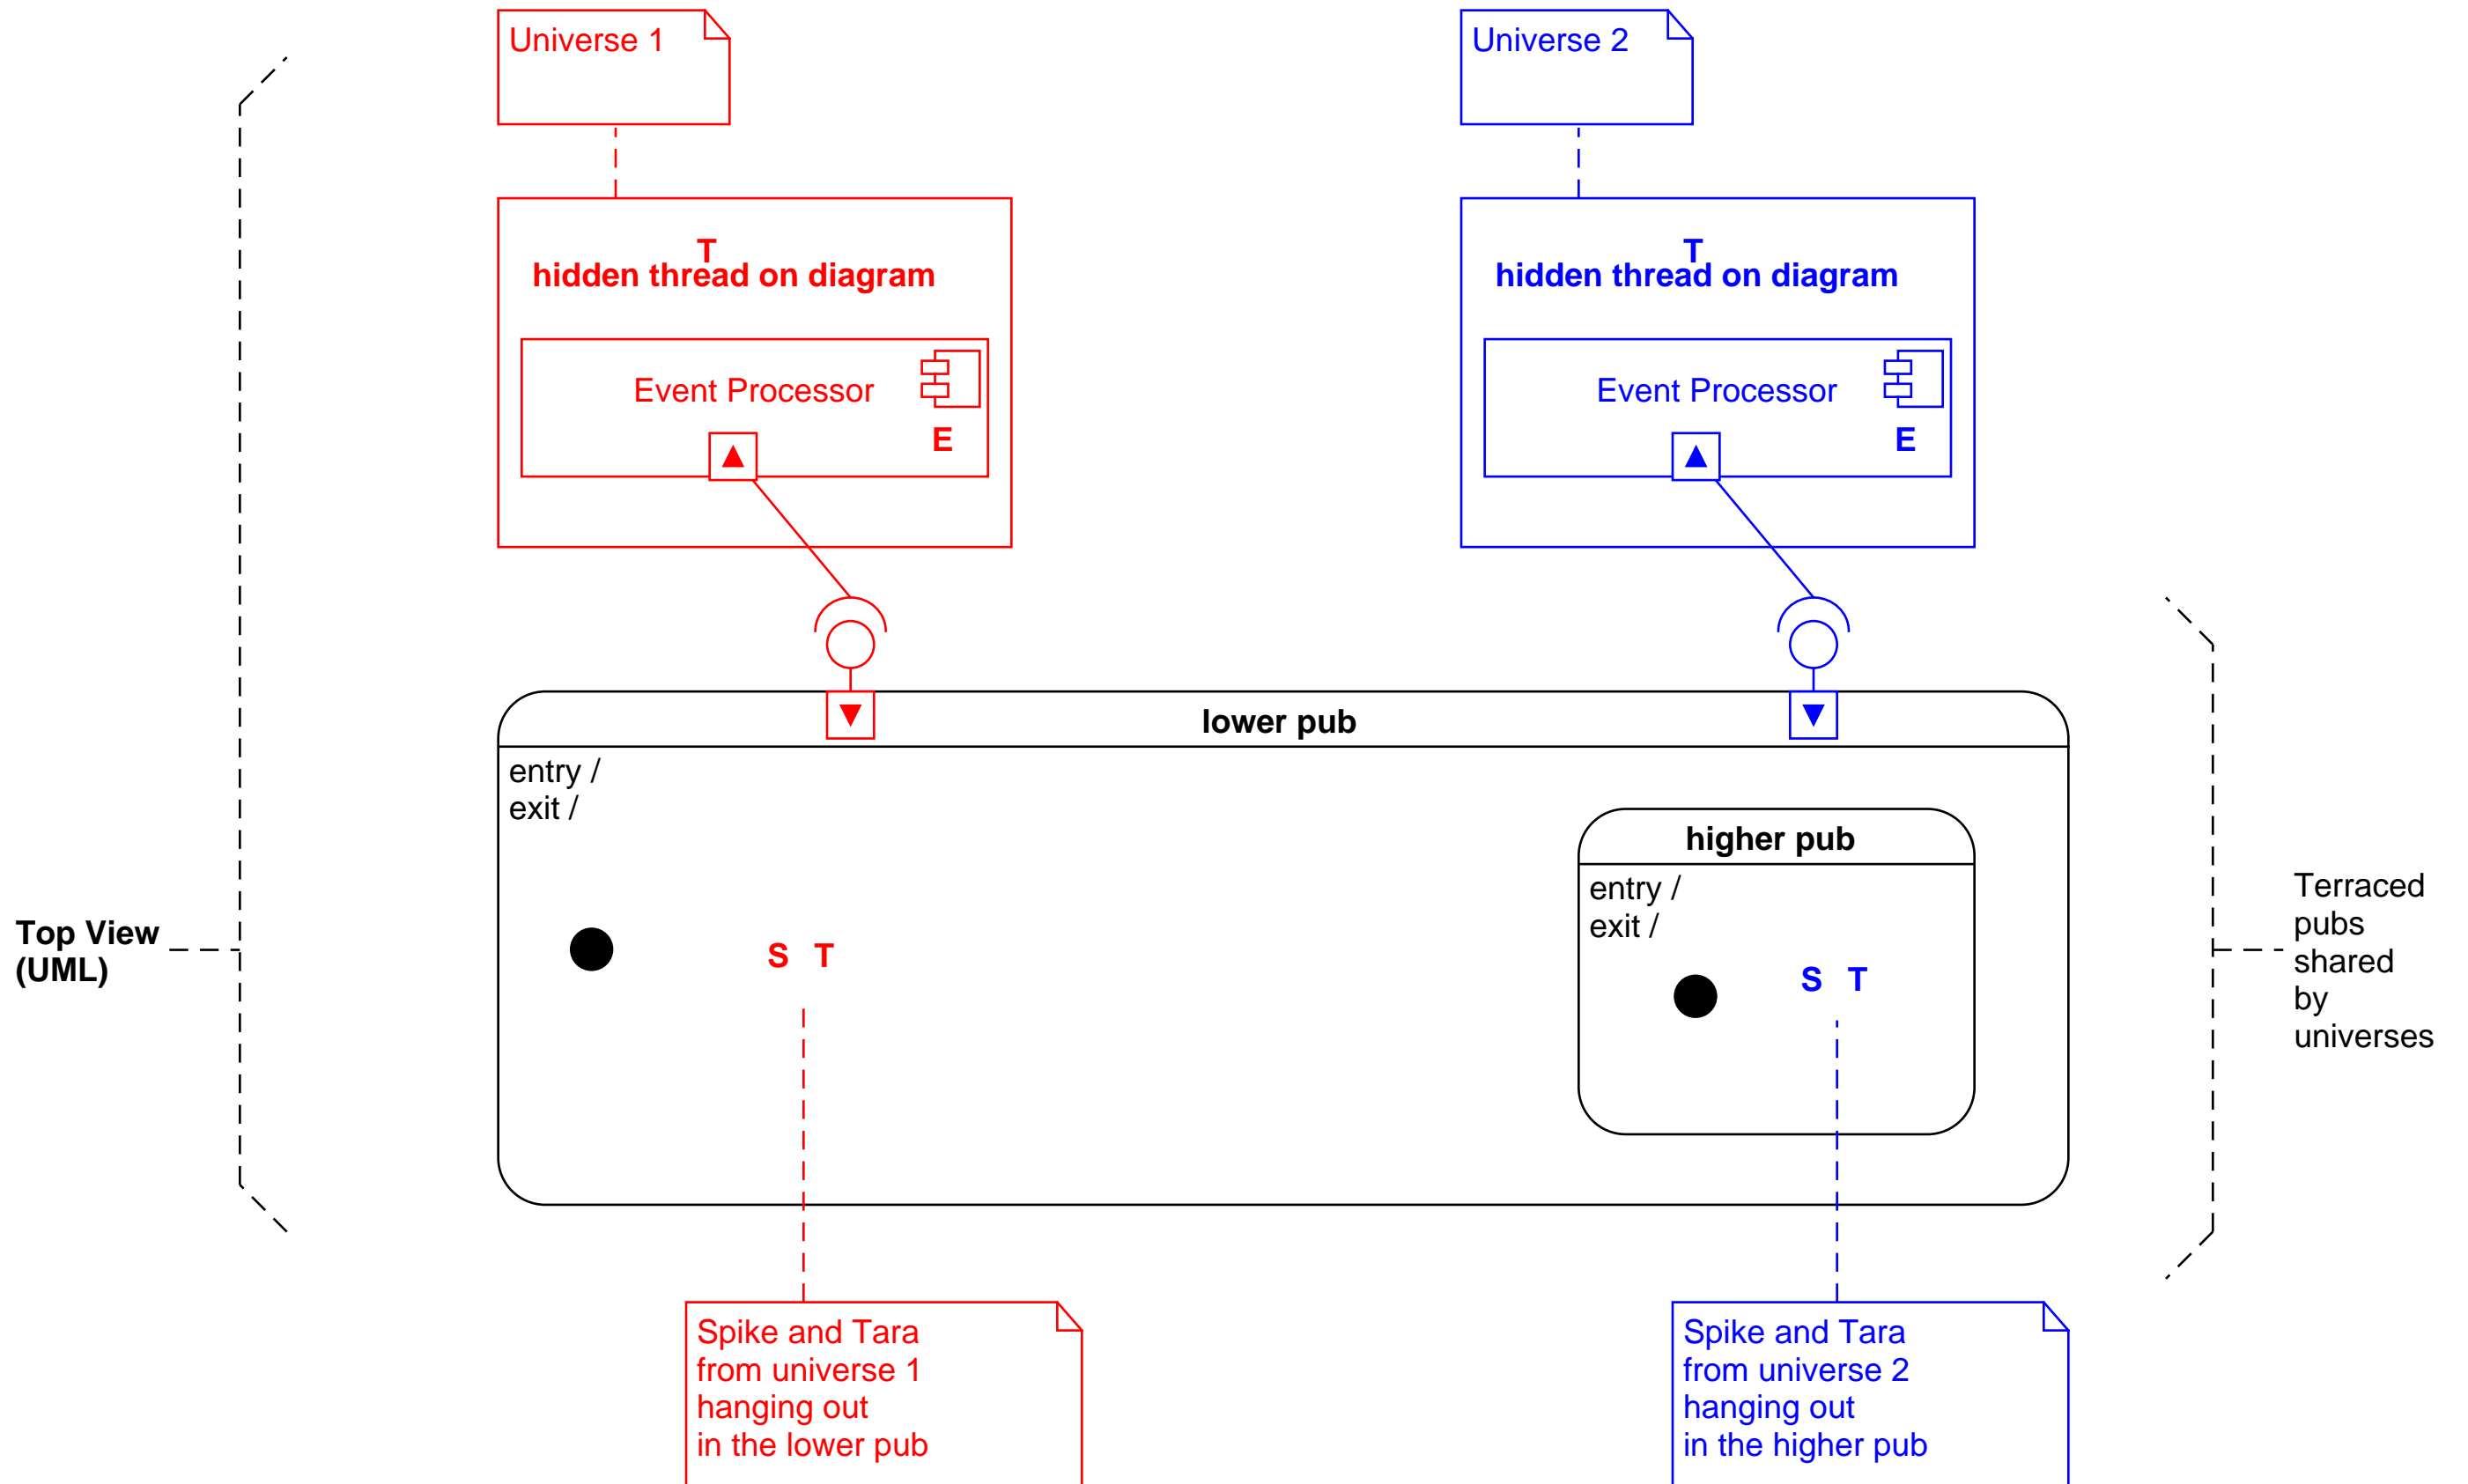 Universe 1
Universe 2
T
hidden thread on diagram
T
hidden thread on diagram
Event Processor
E
Event Processor
E
lower pub
entry /
exit /
higher pub
entry /
exit /
S T
S T
Top View
(UML)
Terraced
pubs
shared
by
universes
Spike and Tara
from universe 1
hanging out
in the lower pub
Spike and Tara
from universe 2
hanging out
in the higher pub